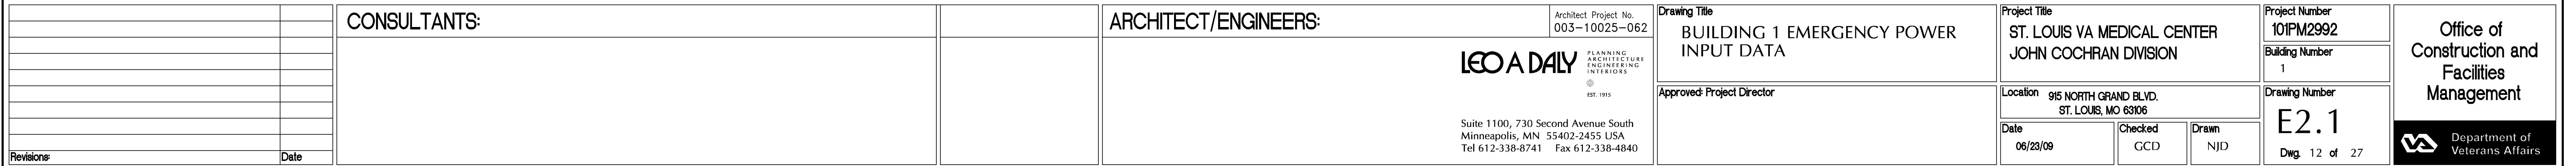 Revisions:
Date
CONSULTANTS:
ARCHITECT/ENGINEERS:
Architect Project No.
003-10025-062
LEO A DALY
PLANNING
ARCHITECTURE
ENGINEERING
INTERIORS
EST. 1915
Suite 1100, 730 Second Avenue South
Minneapolis, MN 55402-2455 USA
Tel 612-338-8741 Fax 612-338-4840
Drawing Title
BUILDING 1 EMERGENCY POWER
INPUT DATA
Approved: Project Director
Project Title
ST. LOUIS VA MEDICAL CENTER
JOHN COCHRAN DIVISION
Location 915 NORTH GRAND BLVD.
ST. LOUIS, MO 63106
Date
06/23/09
Checked
GCD
Drawn
NJD
Project Number
101PM2992
Building Number
1
Drawing Number
E2.1
Dwg. 12 of 27
Office of
Construction and
Facilities
Management
VA
Department of
Veterans Affairs